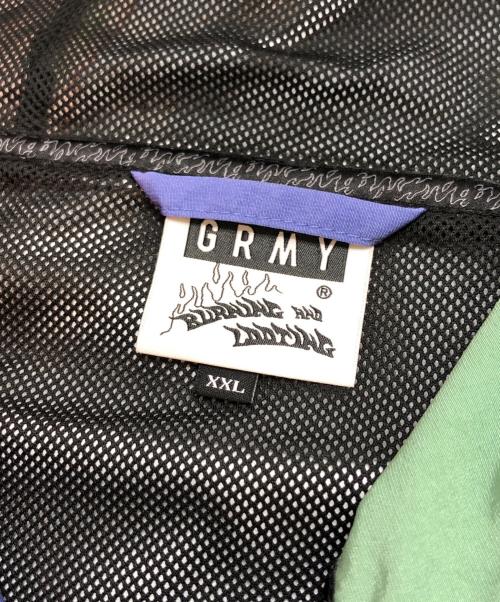 GRMY
®
BURNING AND
LOOTING
XXL